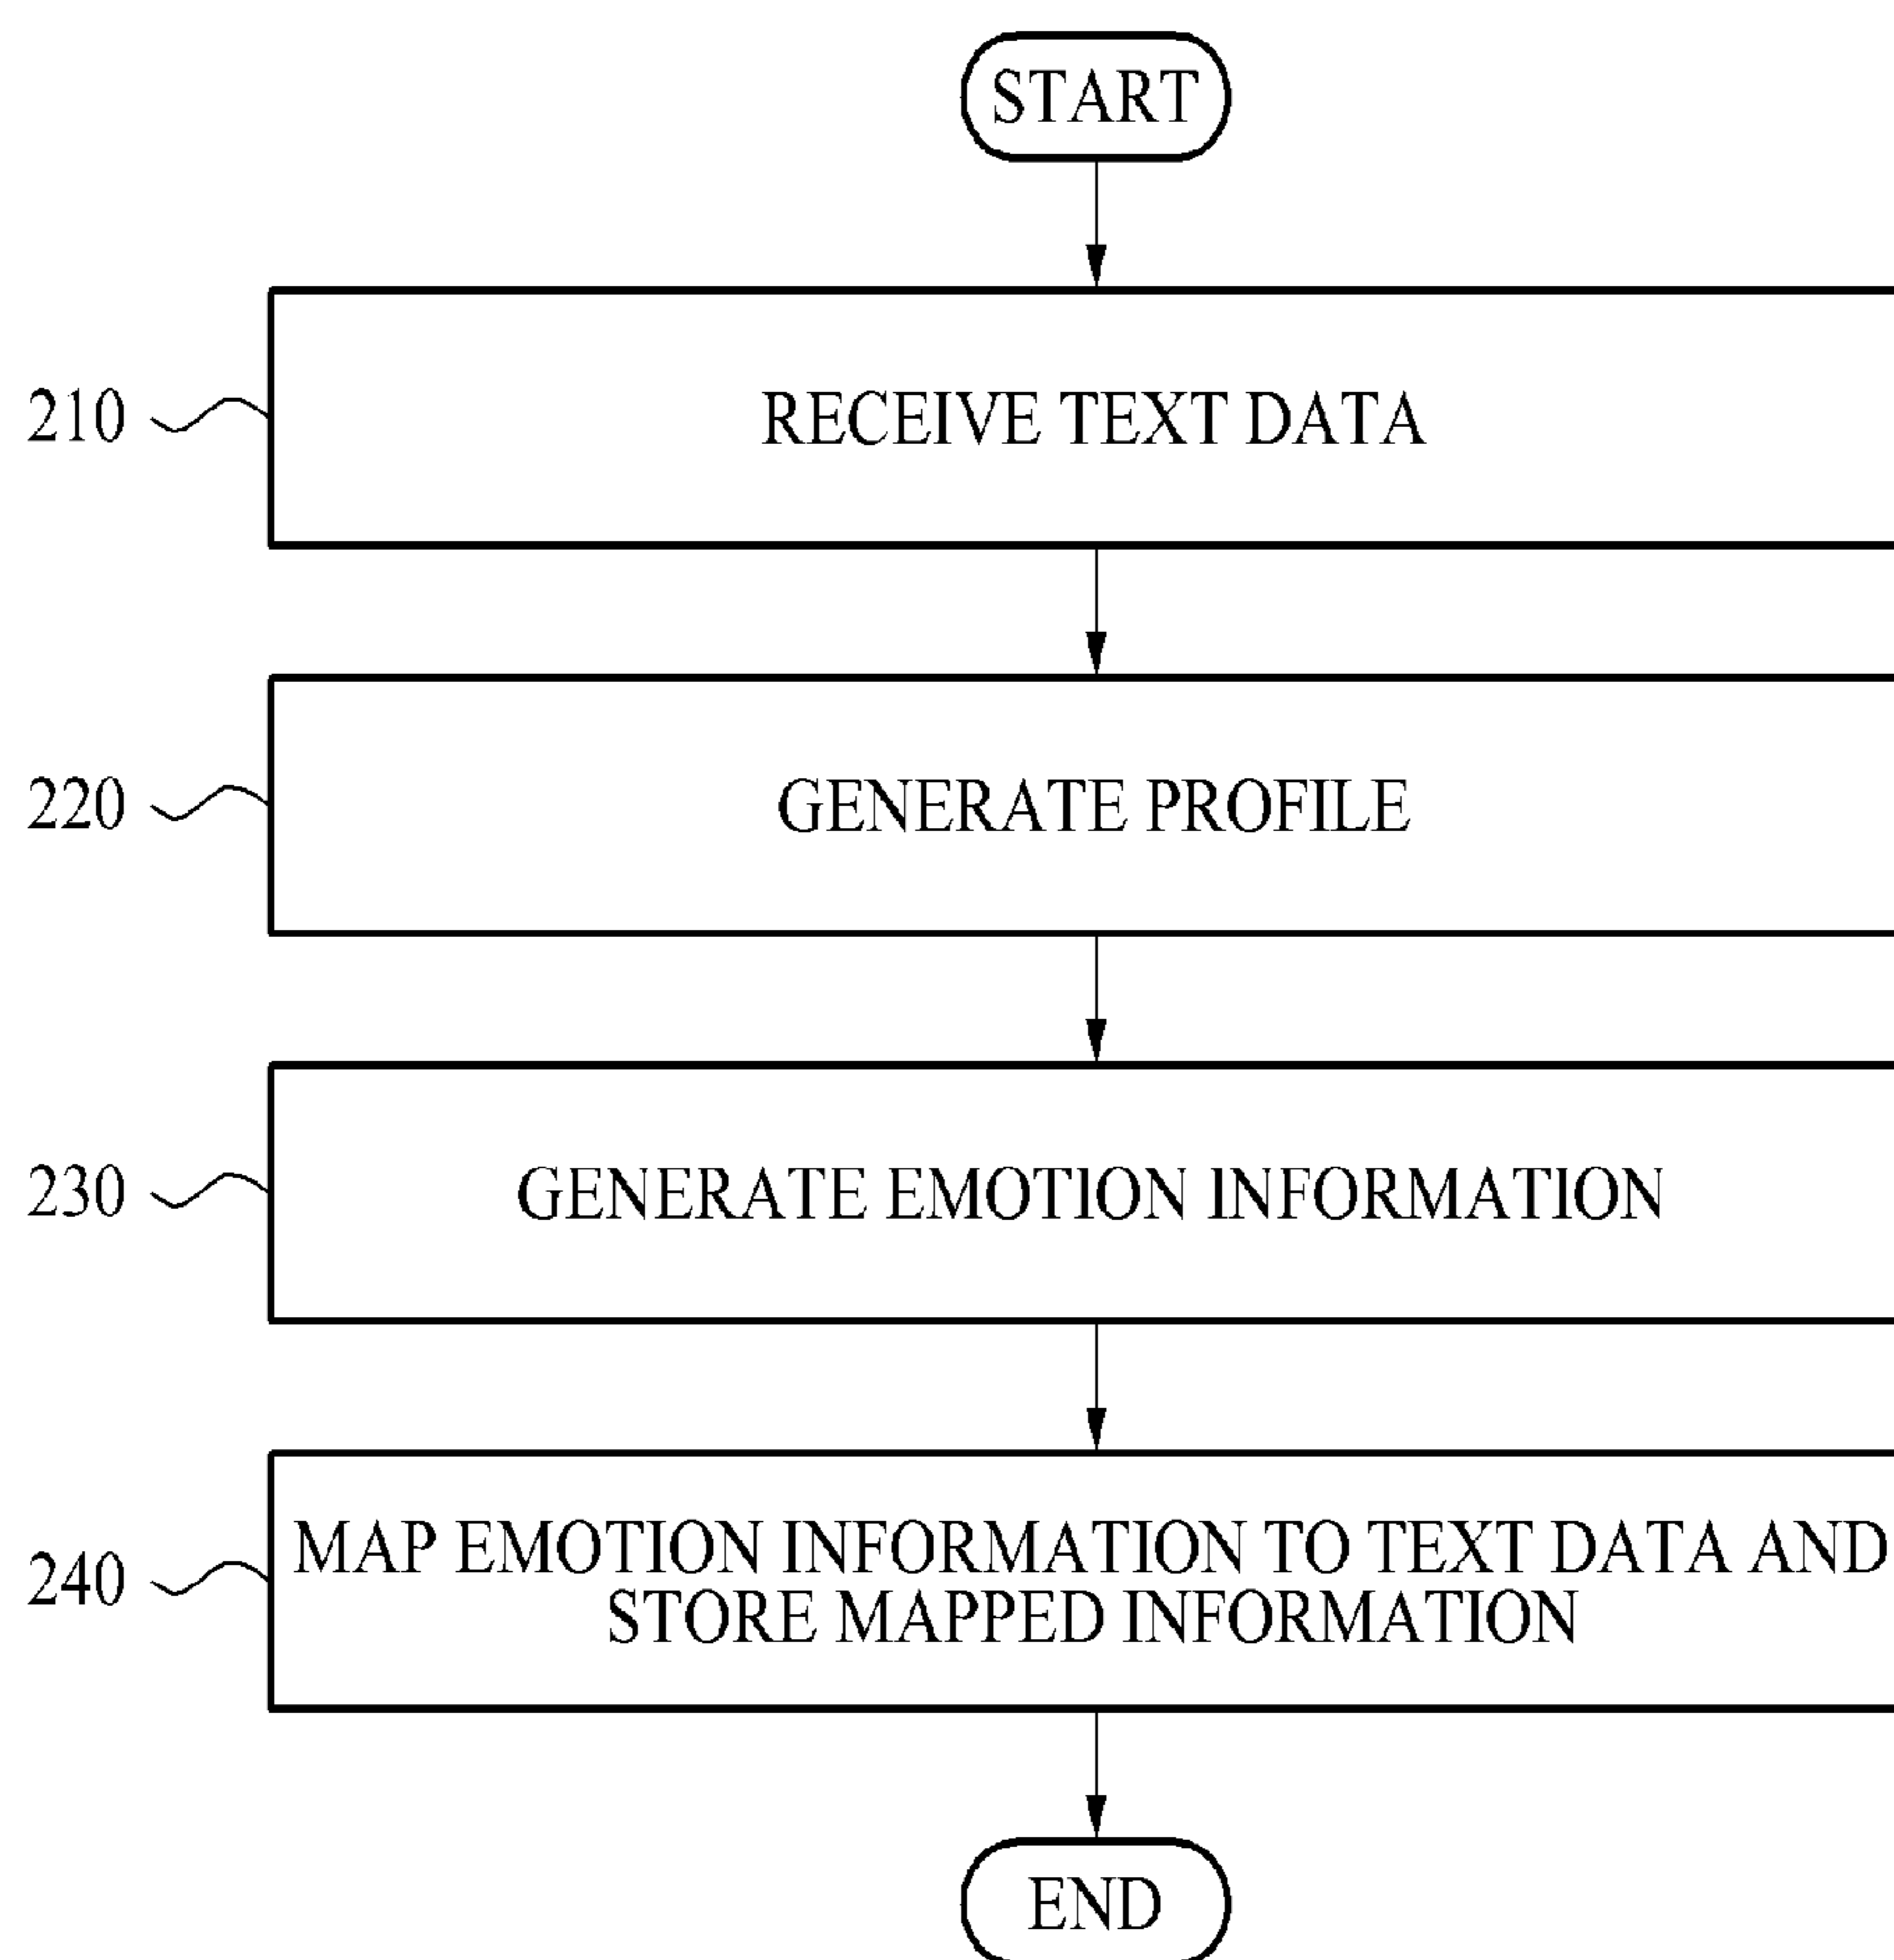 START
210 RECEIVE TEXT DATA
220 GENERATE PROFILE
230 GENERATE EMOTION INFORMATION
240 MAP EMOTION INFORMATION TO TEXT DATA AND
STORE MAPPED INFORMATION
END